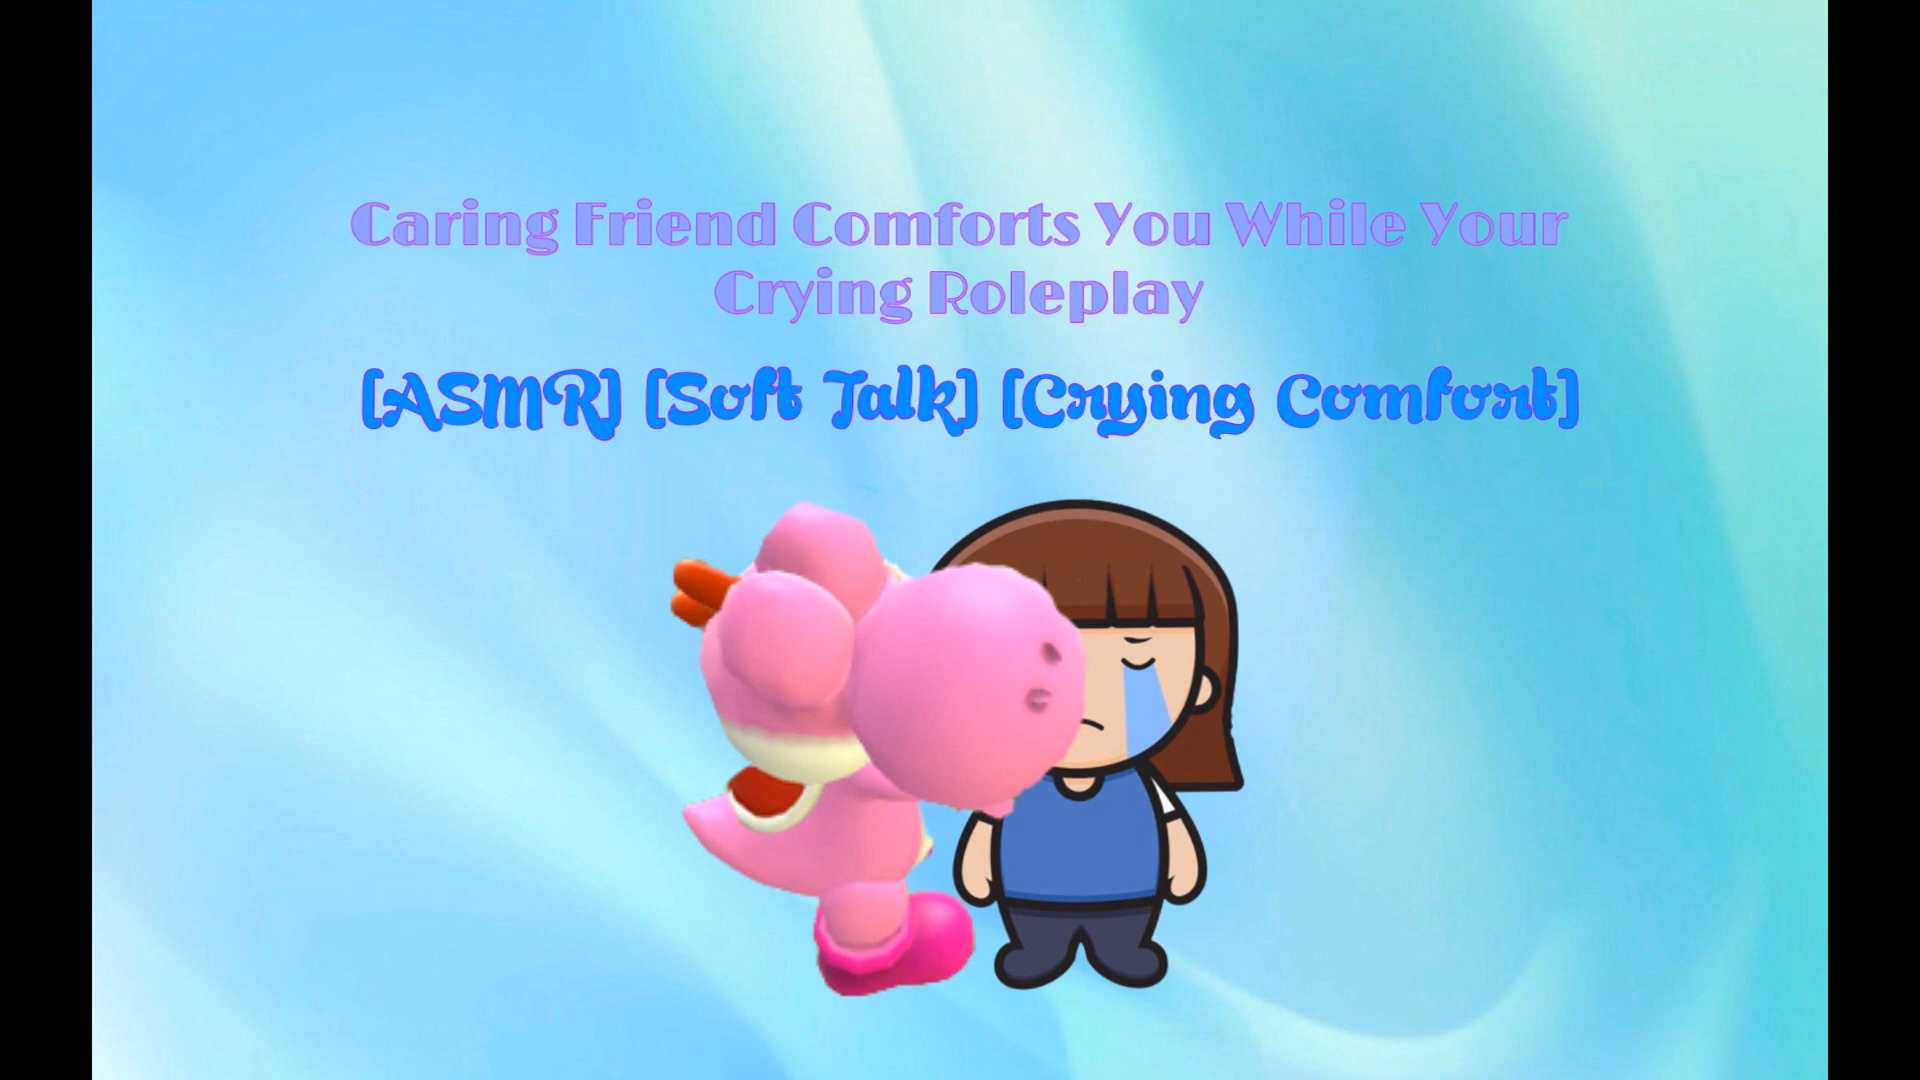 Caring Friend Comforts You While Your
Crying Roleplay
[ASMR] [Soft Talk] [Crying Comfort]